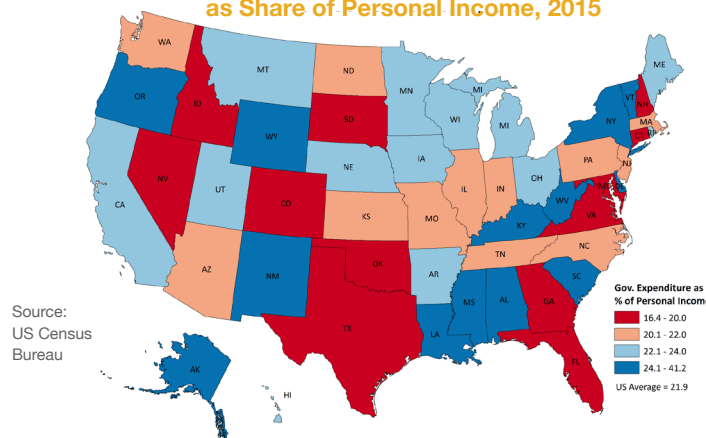 as Share of Personal Income, 2015
WA
MT
ND
MN
MI
ME
OR
ID
SD
WI
MI
VT
NH
NY
MA
CT
RI
WY
NE
IA
PA
NJ
NV
UT
CO
KS
MO
IL
IN
OH
MD
DE
WV
VA
CA
KY
AZ
NM
OK
AR
TN
NC
TX
LA
MS
AL
GA
SC
FL
AK
HI
Source:
US Census
Bureau
Gov. Expenditure as
% of Personal Income
16.4 - 20.0
20.1 - 22.0
22.1 - 24.0
24.1 - 41.2
US Average = 21.9